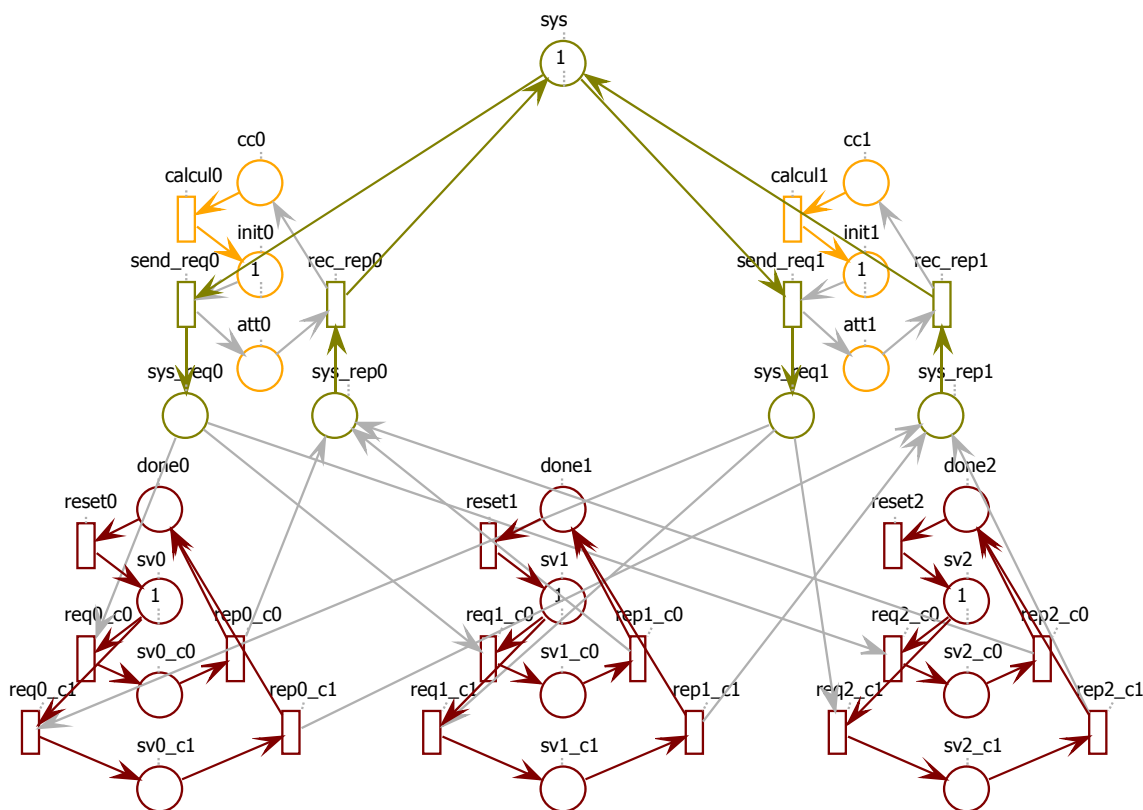 sys
1
cc0
cc1
calcul0
calcul1
init0
init1
1
1
send_req0
rec_rep0
send_req1
rec_rep1
att0
att1
sys_req0
sys_rep0
sys_req1
sys_rep1
done0
done1
done2
reset0
reset1
reset2
sv0
sv1
sv2
1
1
1
req0_c0
rep0_c0
req1_c0
rep1_c0
req2_c0
rep2_c0
sv0_c0
sv1_c0
sv2_c0
req0_c1
rep0_c1
req1_c1
rep1_c1
req2_c1
rep2_c1
sv0_c1
sv1_c1
sv2_c1